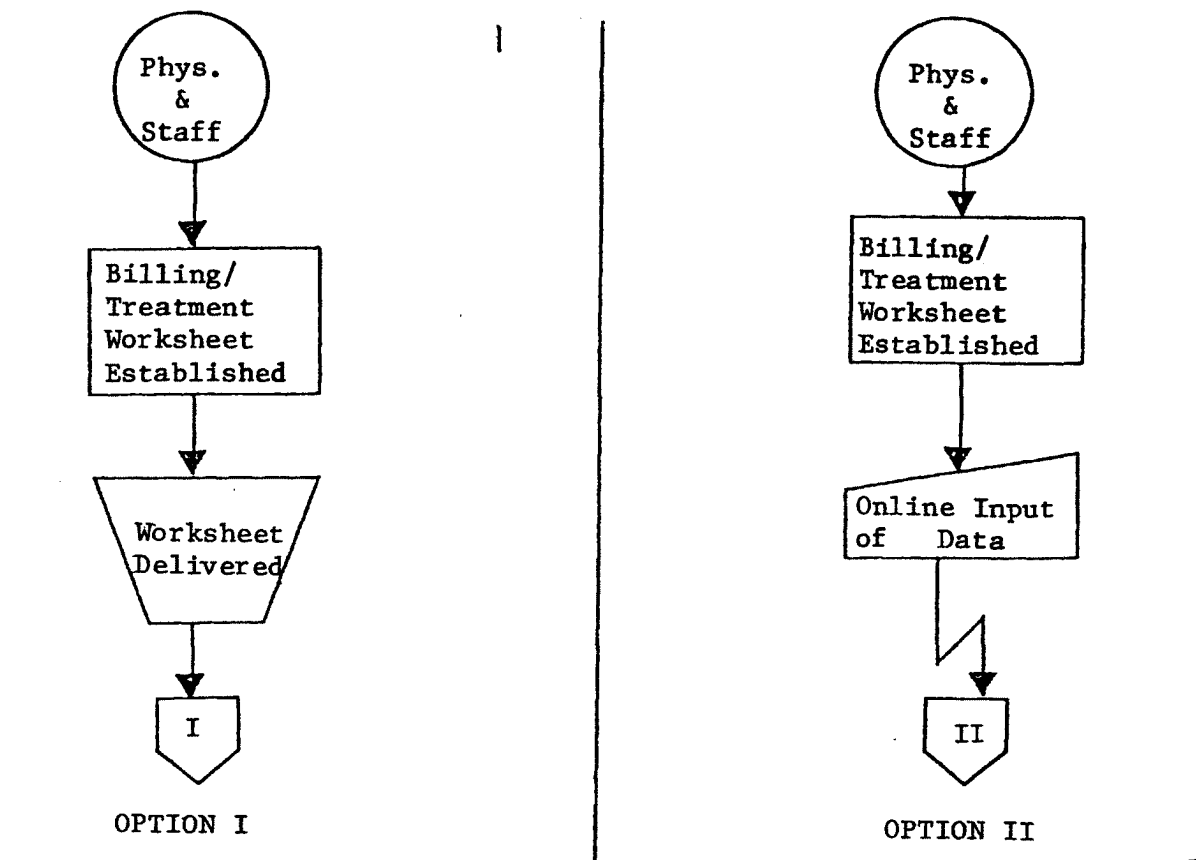 Phys.
&
Staff
Billing/
Treatment
Worksheet
Established
Worksheet
Delivered
I
OPTION I
Phys.
&
Staff
Billing/
Treatment
Worksheet
Established
Online Input
of Data
II
OPTION II